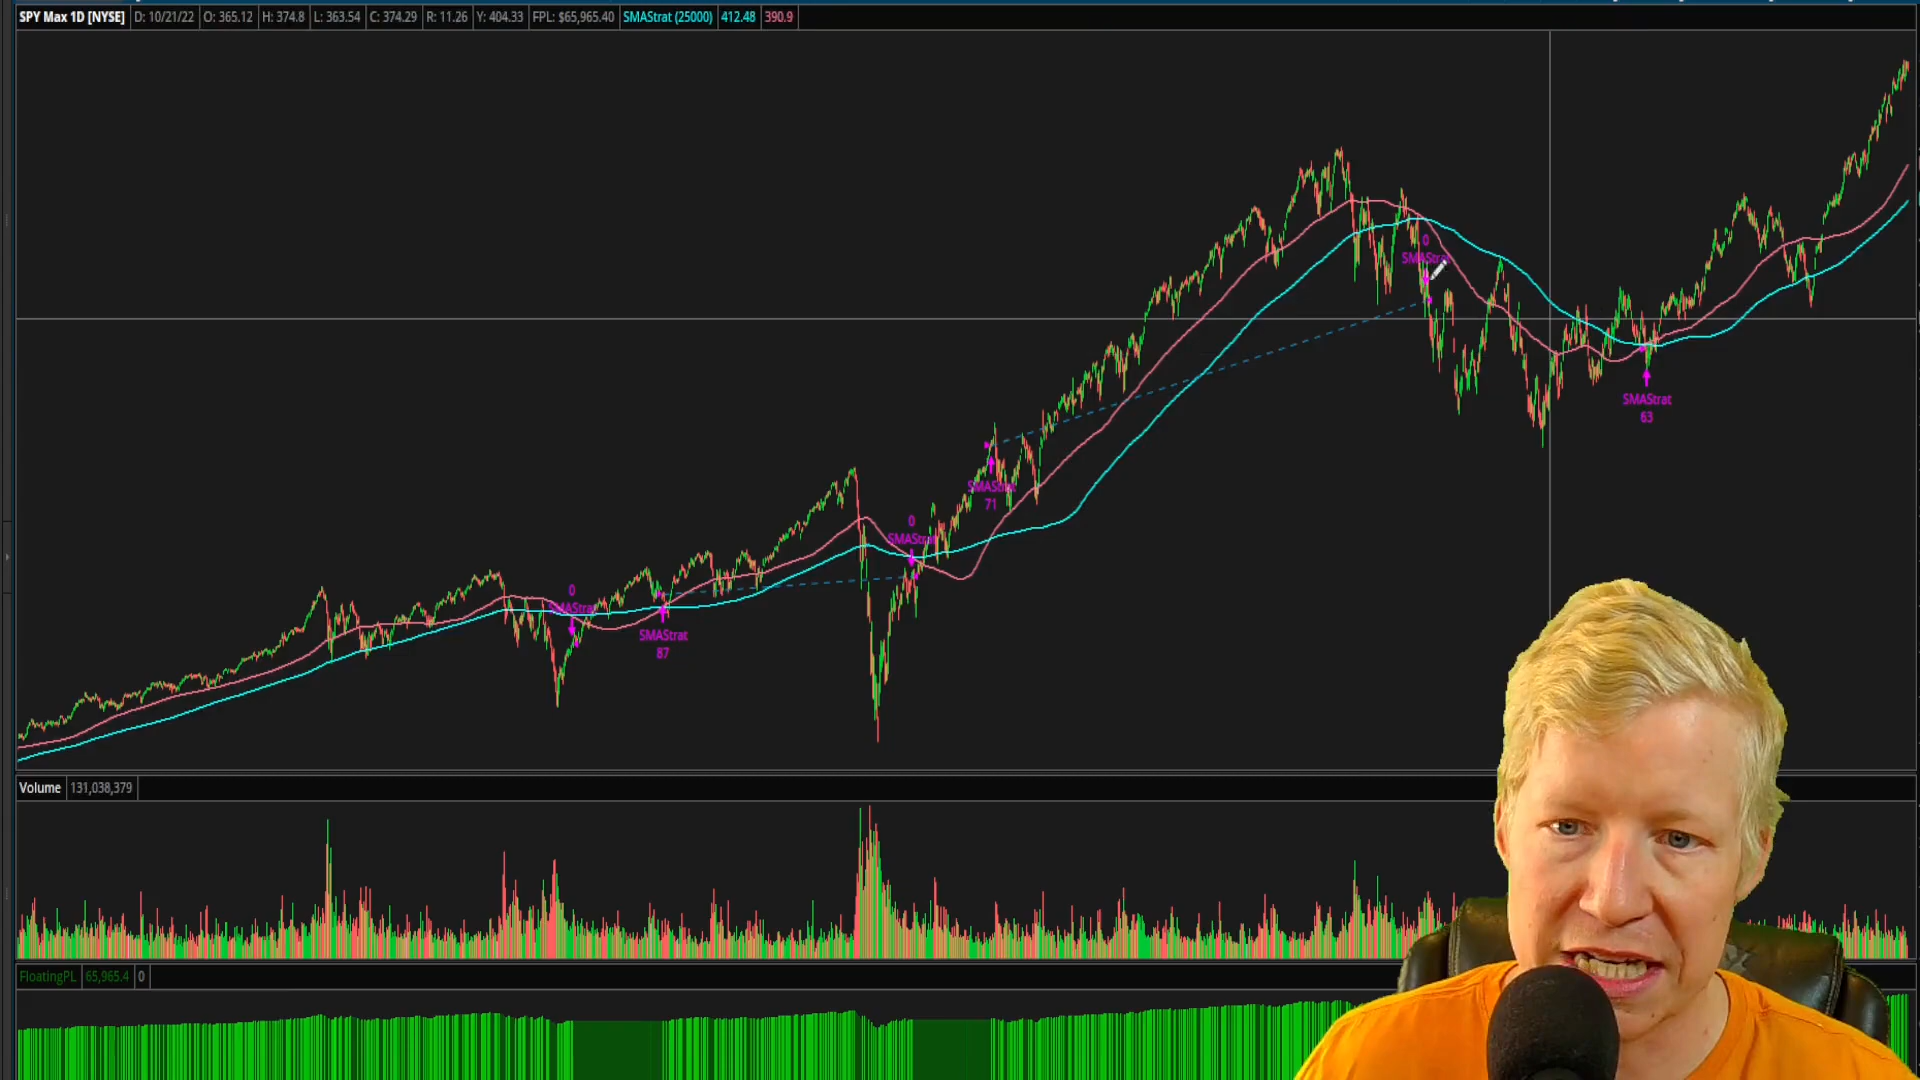 SPY Max 1D [NYSE] D: 10/21/22 O: 365.12 H: 374.8 L: 363.54 C: 374.29 R: 11.26 Y: 404.33 FPL: $65,965.40 SMAStrat (25000) 412.48 390.9
0
SMAStrat
0
SMAStrat
63
SMAStrat
71
0
SMAStrat
0
SMAStrat
SMAStrat
87
Volume 131,038,379
FloatingPL 65,965.4 0